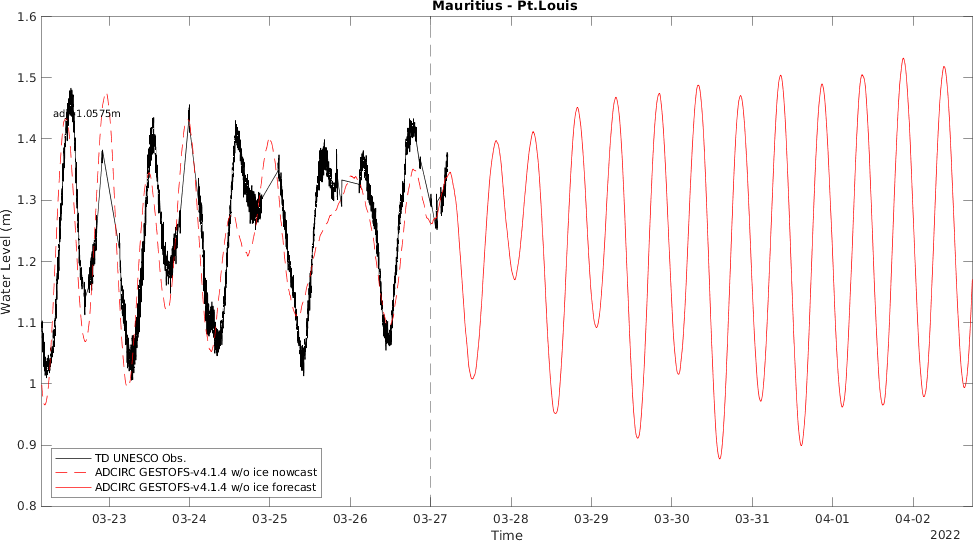 Mauritius - Pt.Louis
1.6
1.5
1.4
1.3
1.2
1.1
1
0.9
0.8
Water Level (m)
TD UNESCO Obs.
ADCIRC GESTOFS-v4.1.4 w/o ice nowcast
ADCIRC GESTOFS-v4.1.4 w/o ice forecast
03-23 03-24 03-25 03-26 03-27 03-28 03-29 03-30 03-31 04-01 04-02
Time
2022